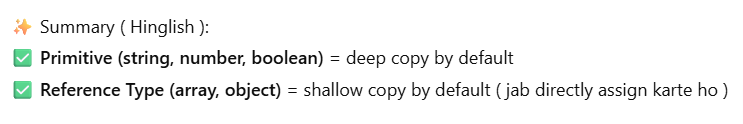 ✨ Summary ( Hinglish ):
✅ Primitive (string, number, boolean) = deep copy by default
✅ Reference Type (array, object) = shallow copy by default ( jab directly assign karte ho )